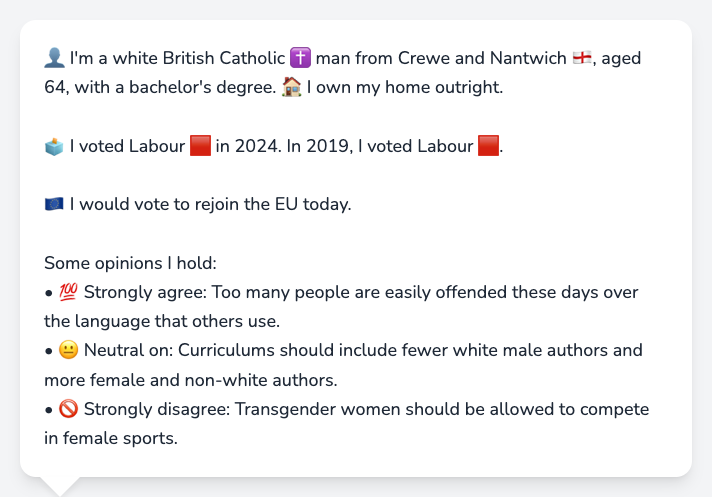 👤 I'm a white British Catholic ✝️ man from Crewe and Nantwich 🏴󠁧󠁢󠁥󠁮󠁧󠁿, aged
64, with a bachelor's degree. 🏠 I own my home outright.
🗳️ I voted Labour 🟥 in 2024. In 2019, I voted Labour 🟥.
🇪🇺 I would vote to rejoin the EU today.
Some opinions I hold:
• 💯 Strongly agree: Too many people are easily offended these days over
the language that others use.
• 😐 Neutral on: Curriculums should include fewer white male authors and
more female and non-white authors.
• 🚫 Strongly disagree: Transgender women should be allowed to compete
in female sports.